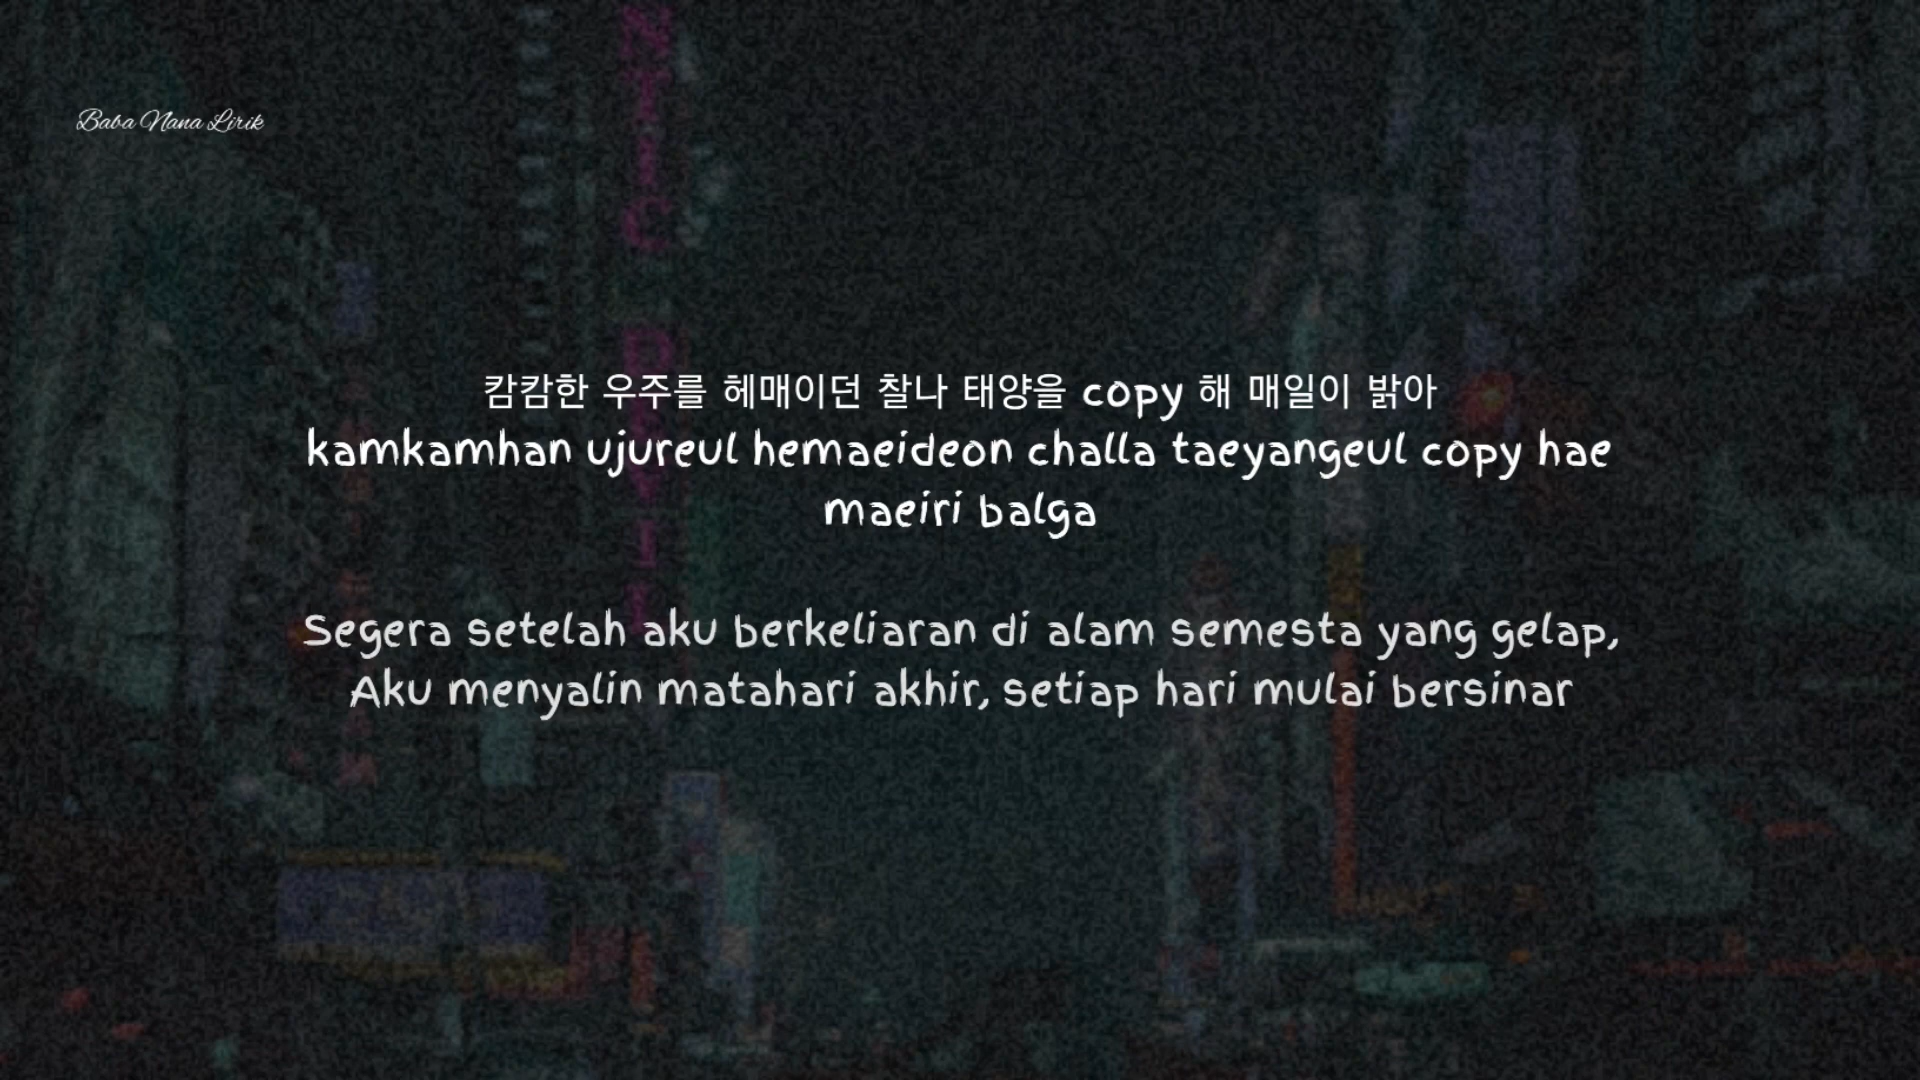 Baba Nana Lirik
캄캄한 우주를 헤매이던 찰나 태양을 copy 해 매일이 밝아
kamkamhan ujureul hemaeideon challa taeyangeul copy hae
maeiri balga
Segera setelah aku berkeliaran di alam semesta yang gelap,
Aku menyalin matahari akhir, setiap hari mulai bersinar